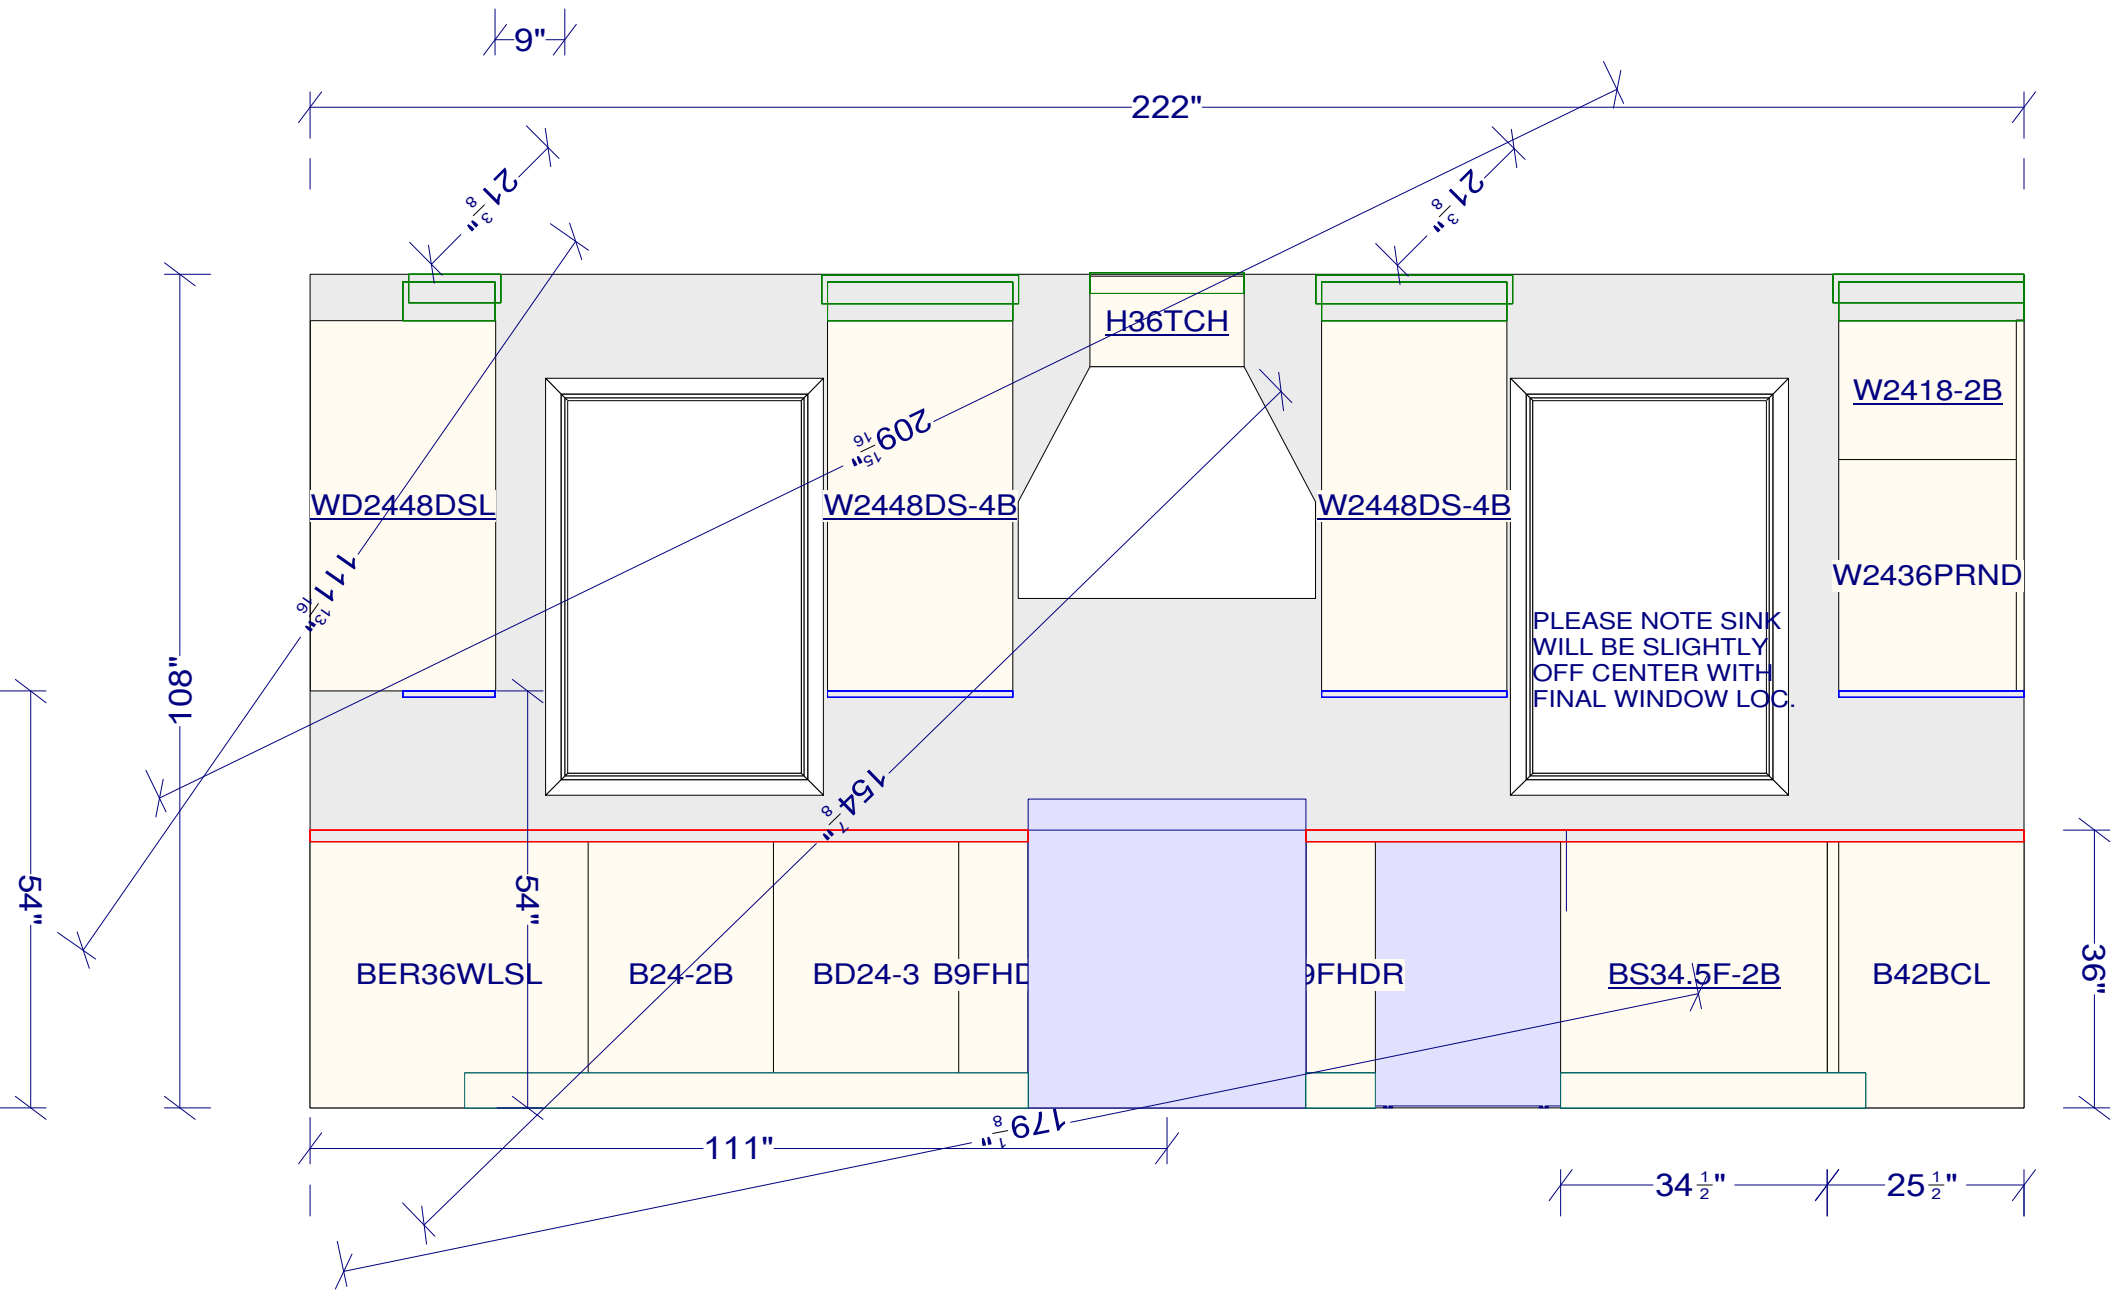 9"
222"
21 3/8"
21 3/8"
H36TCH
W2418-2B
209 15/16"
WD2448DSL
W2448DS-4B
W2448DS-4B
W2436PRND
111 13/16"
PLEASE NOTE SINK
WILL BE SLIGHTLY
OFF CENTER WITH
FINAL WINDOW LOC.
108"
154 7/8"
54"
54"
BER36WLSL
B24-2B
BD24-3
B9FHD
9FHDR
BS34.5F-2B
B42BCL
36"
179 1/8"
111"
34 1/2"
25 1/2"